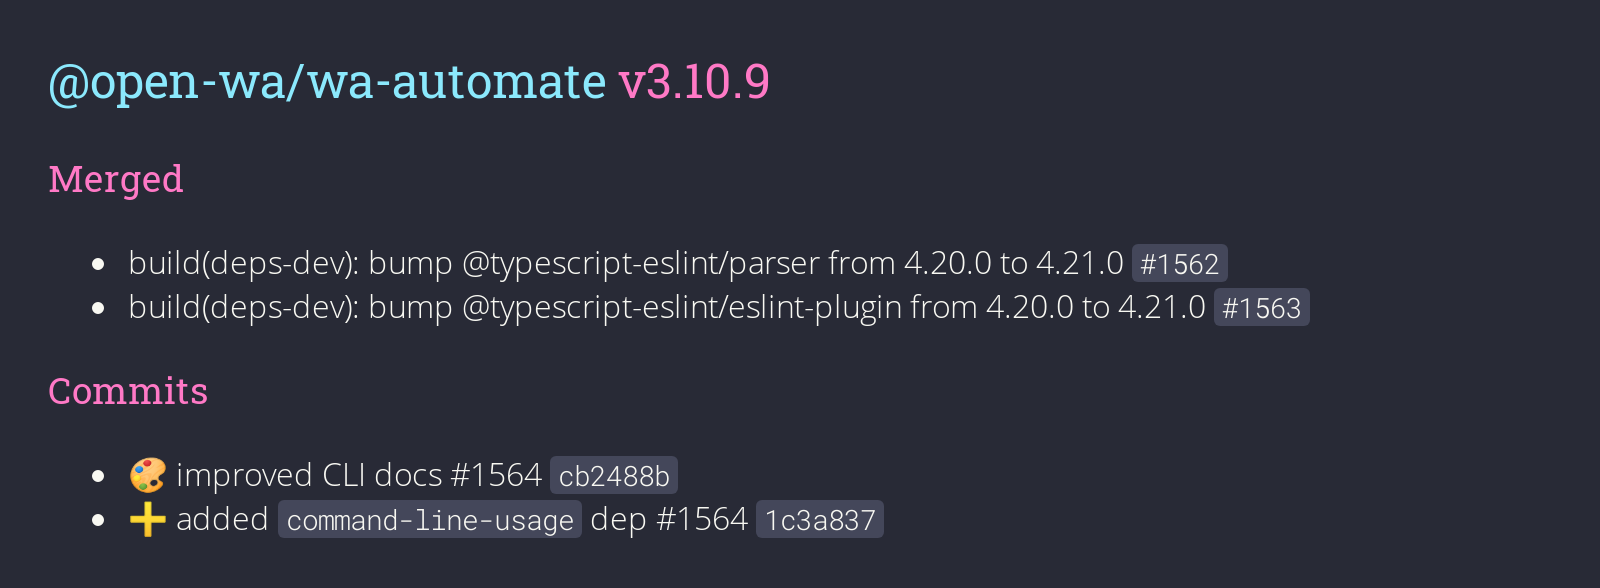 @open-wa/wa-automate v3.10.9
Merged
build(deps-dev): bump @typescript-eslint/parser from 4.20.0 to 4.21.0 #1562
build(deps-dev): bump @typescript-eslint/eslint-plugin from 4.20.0 to 4.21.0 #1563
Commits
🎨 improved CLI docs #1564 cb2488b
➕ added command-line-usage dep #1564 1c3a837